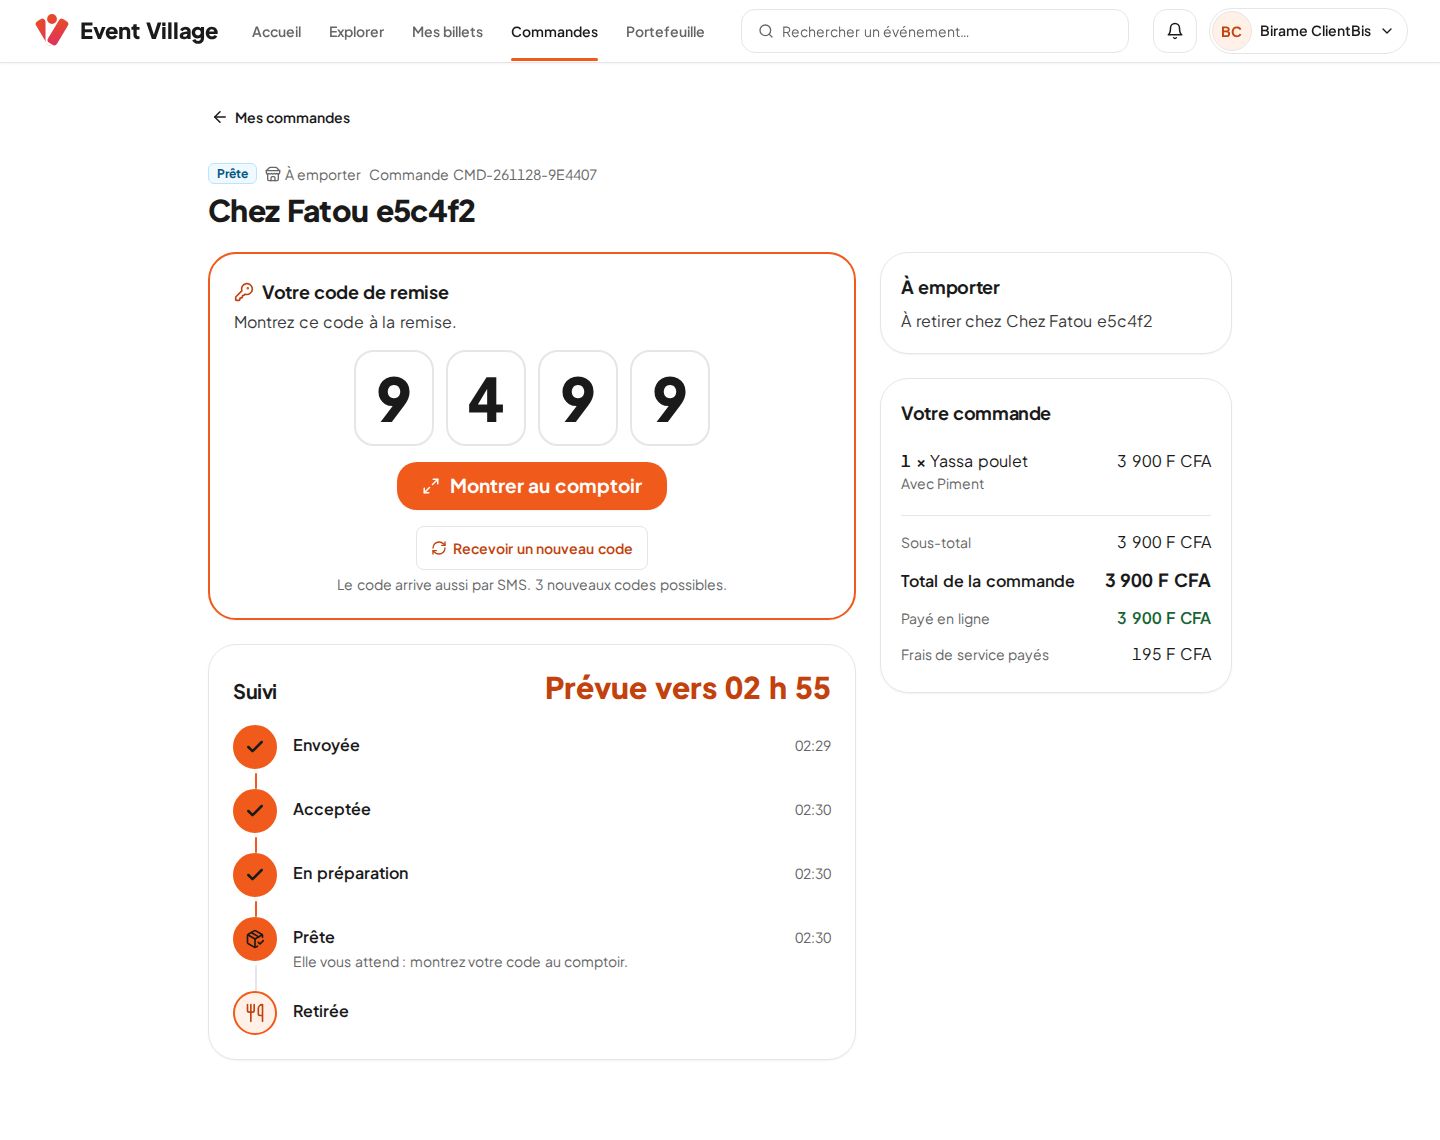 Event Village
Accueil
Explorer
Mes billets
Commandes
Portefeuille
Rechercher un événement…
BC
Birame ClientBis
Mes commandes
Prête
À emporter
Commande CMD-261128-9E4407
Chez Fatou e5c4f2
Votre code de remise
Montrez ce code à la remise.
9 4 9 9
Montrer au comptoir
Recevoir un nouveau code
Le code arrive aussi par SMS. 3 nouveaux codes possibles.
Suivi
Prévue vers 02 h 55
Envoyée 02:29
Acceptée 02:30
En préparation 02:30
Prête 02:30
Elle vous attend : montrez votre code au comptoir.
Retirée
À emporter
À retirer chez Chez Fatou e5c4f2
Votre commande
1 × Yassa poulet 3 900 F CFA
Avec Piment
Sous-total 3 900 F CFA
Total de la commande 3 900 F CFA
Payé en ligne 3 900 F CFA
Frais de service payés 195 F CFA